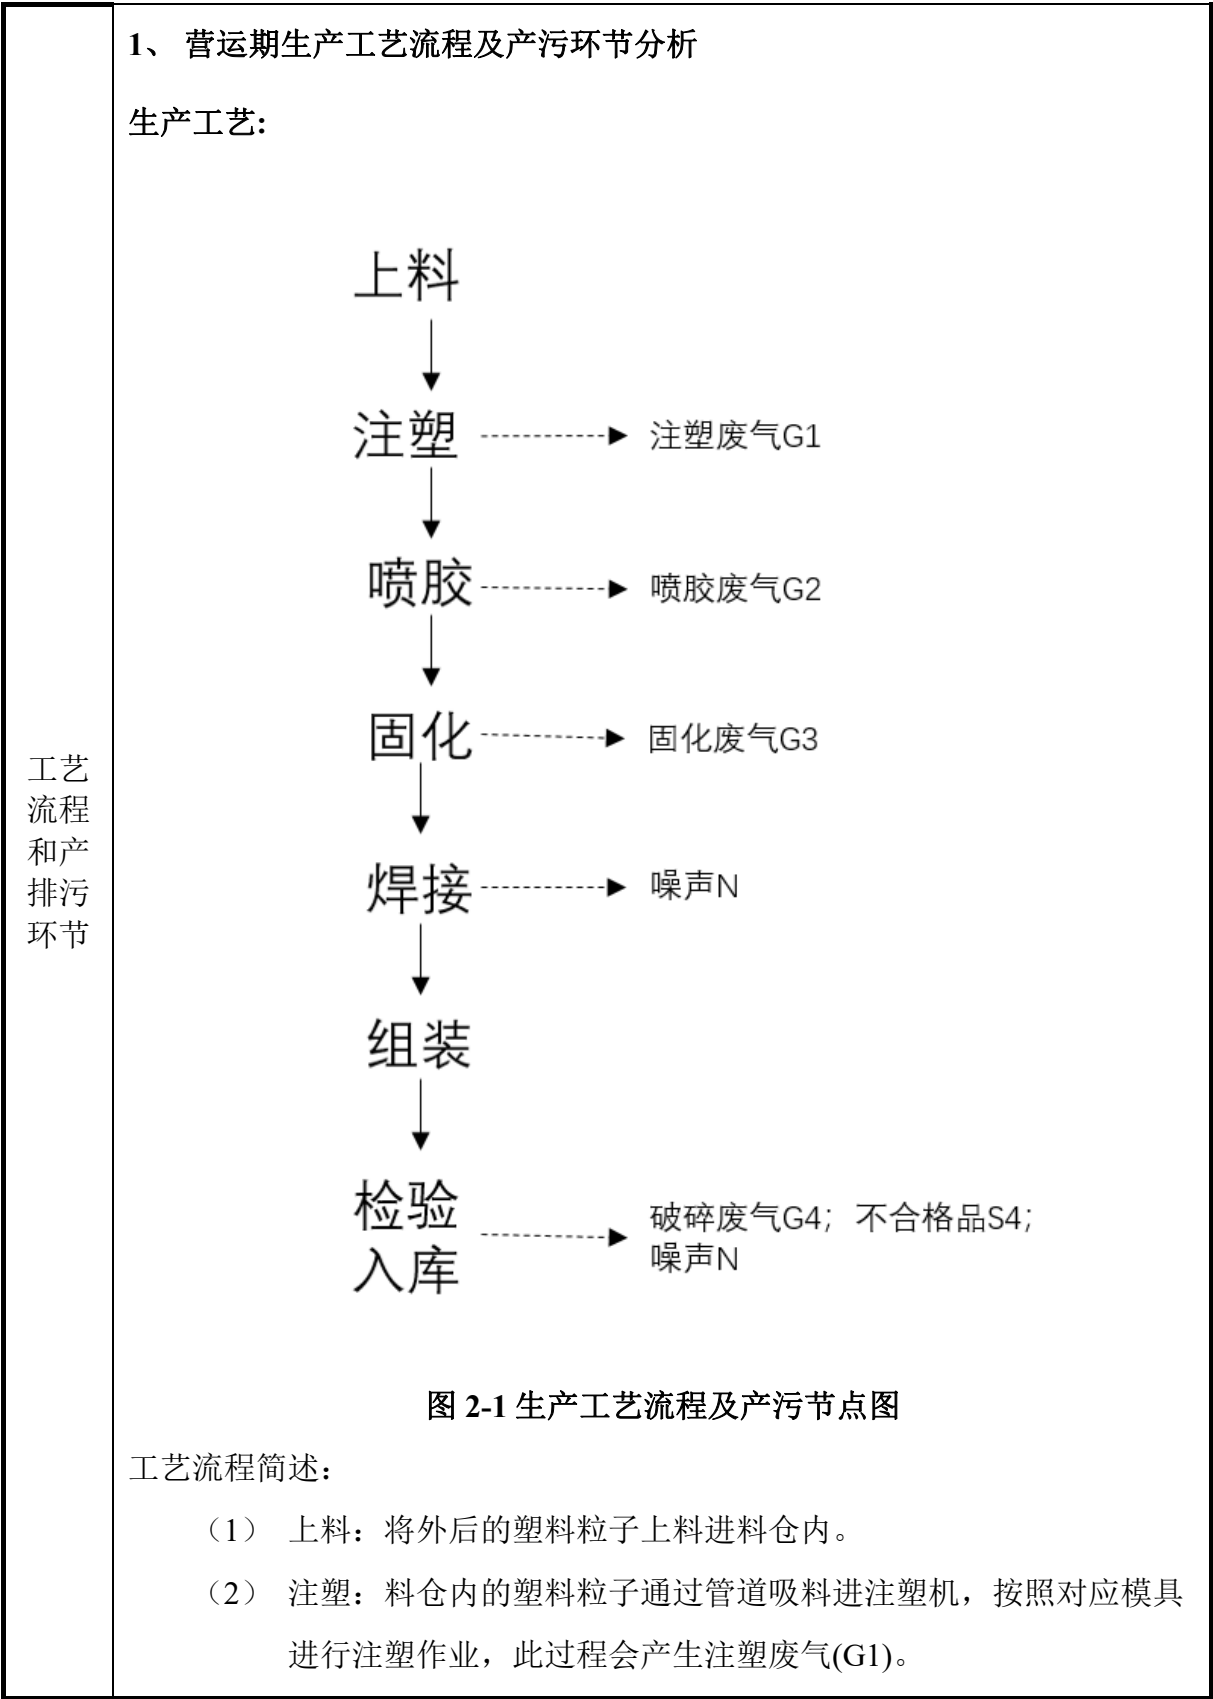 1、 营运期生产工艺流程及产污环节分析
生产工艺:
上料
注塑
注塑废气G1
喷胶
喷胶废气G2
固化
固化废气G3
焊接
噪声N
组装
检验
入库
破碎废气G4；不合格品S4；
噪声N
工艺
流程
和产
排污
环节
图 2-1 生产工艺流程及产污节点图
工艺流程简述：
（1） 上料：将外后的塑料粒子上料进料仓内。
（2） 注塑：料仓内的塑料粒子通过管道吸料进注塑机，按照对应模具
进行注塑作业，此过程会产生注塑废气(G1)。